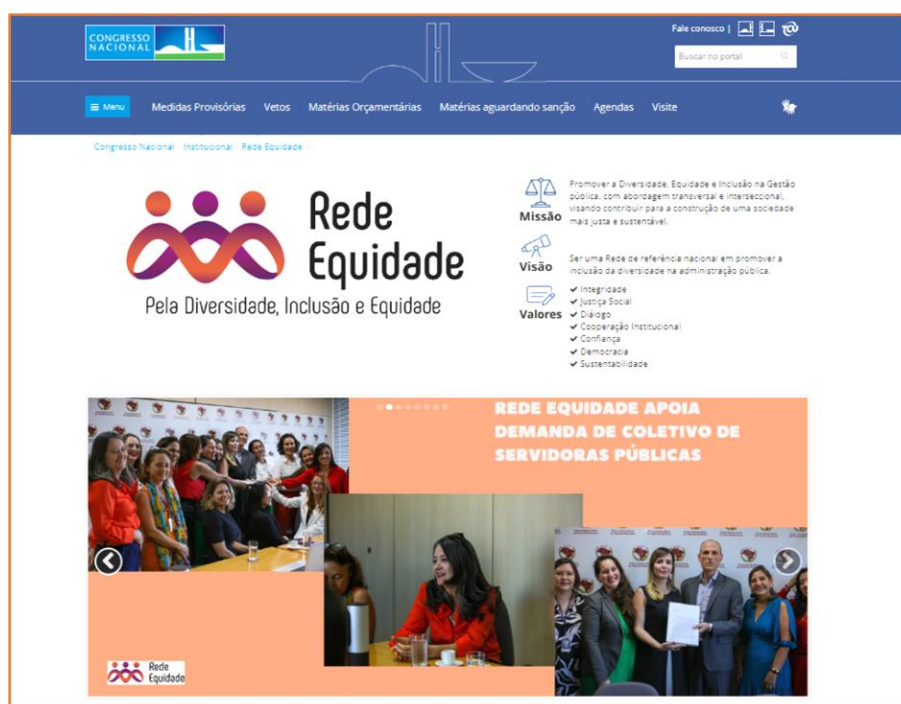 CONGRESSO
NACIONAL
Fale conosco |
Buscar no portal
Menu
Medidas Provisórias
Vetos
Matérias Orçamentárias
Matérias aguardando sanção
Agendas
Visite
Congresso Nacional
Institucional
Rede Equidade
Rede
Equidade
Pela Diversidade, Inclusão e Equidade
Missão
Promover a Diversidade, Equidade e Inclusão na Gestão
pública, com abordagem transversal e interseccional,
visando contribuir para a construção de uma sociedade
mais justa e sustentável.
Visão
Ser uma Rede de referência nacional em promover a
inclusão da diversidade na administração pública.
Valores
✔ Integridade
✔ Justiça Social
✔ Diálogo
✔ Cooperação Institucional
✔ Confiança
✔ Democracia
✔ Sustentabilidade
REDE EQUIDADE APOIA
DEMANDA DE COLETIVO DE
SERVIDORAS PÚBLICAS
Rede
Equidade